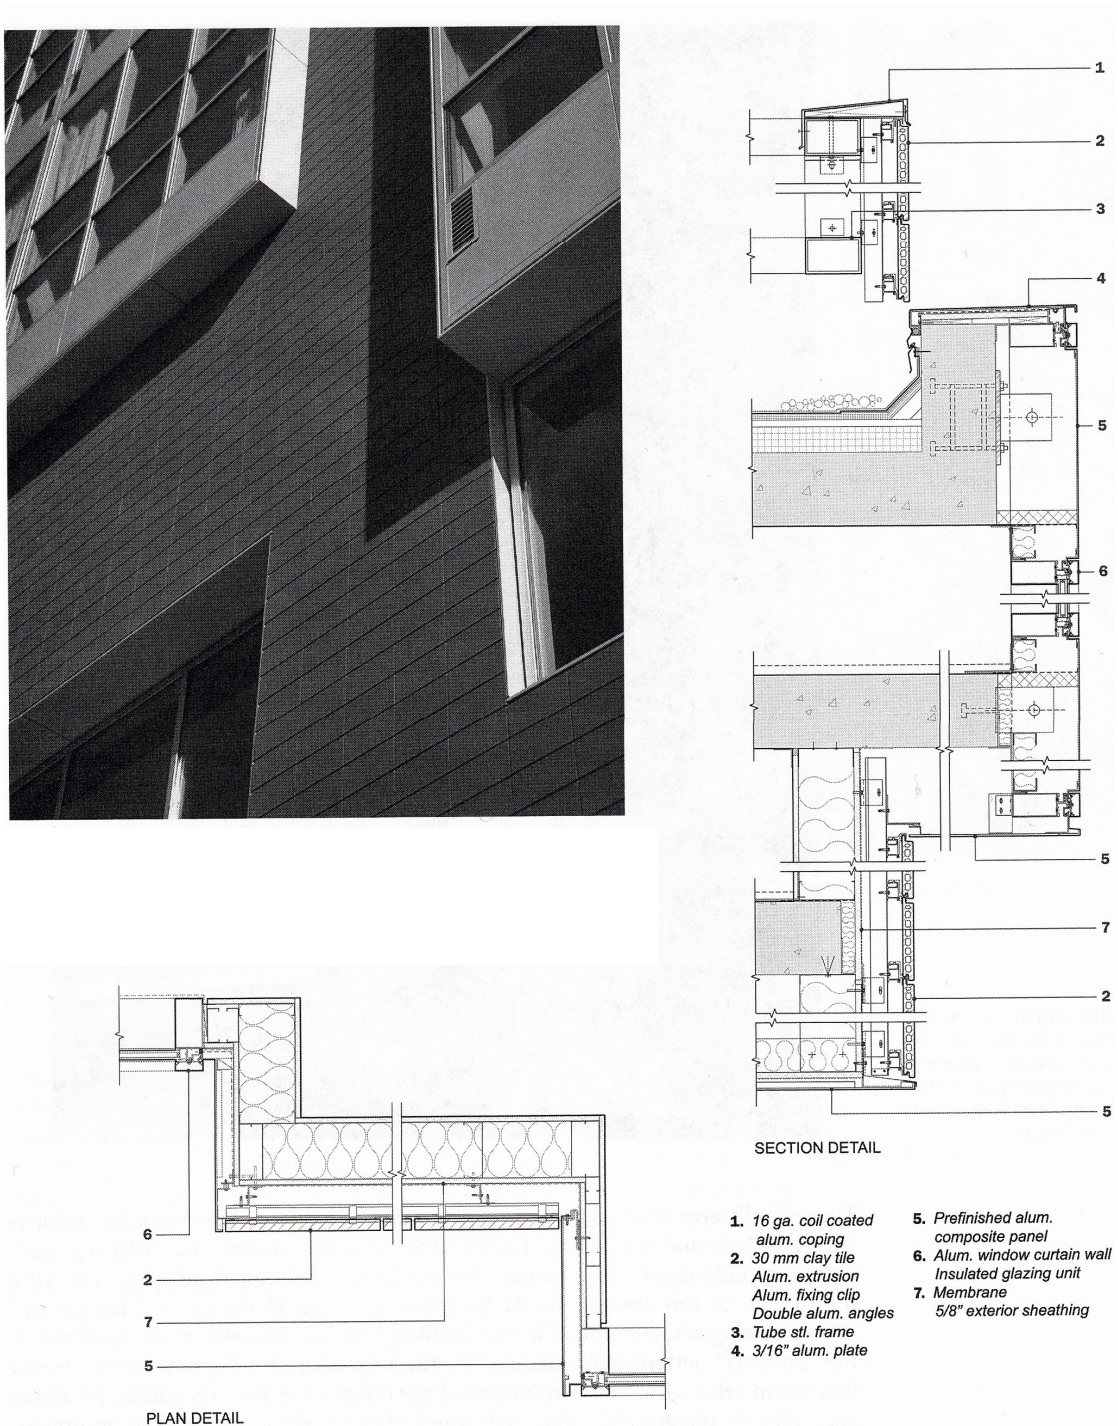 1
2
3
4
5
6
5
7
2
5
SECTION DETAIL
6
2
7
5
PLAN DETAIL
1. 16 ga. coil coated
alum. coping
2. 30 mm clay tile
Alum. extrusion
Alum. fixing clip
Double alum. angles
3. Tube stl. frame
4. 3/16" alum. plate
5. Prefinished alum.
composite panel
6. Alum. window curtain wall
Insulated glazing unit
7. Membrane
5/8" exterior sheathing